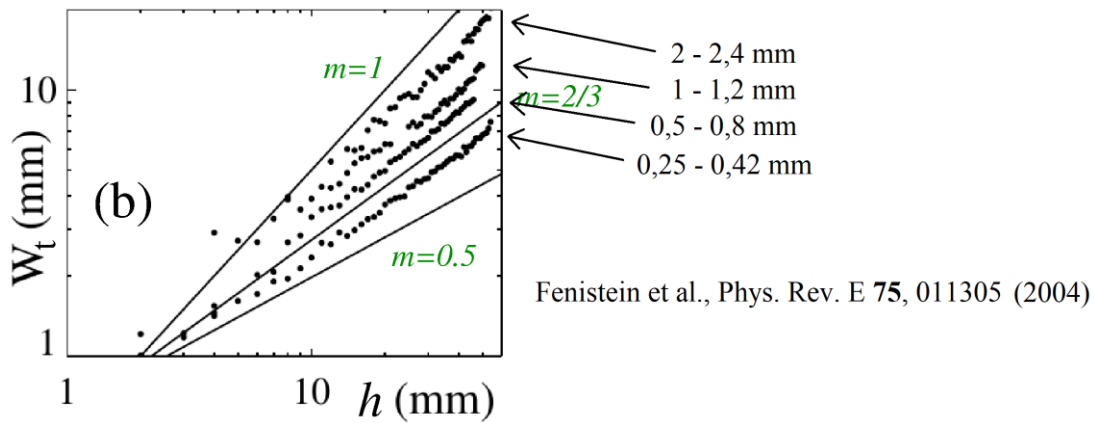 m=1
2 - 2,4 mm
10
1 - 1,2 mm
m=2/3
0,5 - 0,8 mm
0,25 - 0,42 mm
(b)
Wt (mm)
m=0.5
Fenistein et al., Phys. Rev. E 75, 011305 (2004)
1
1
10
h (mm)